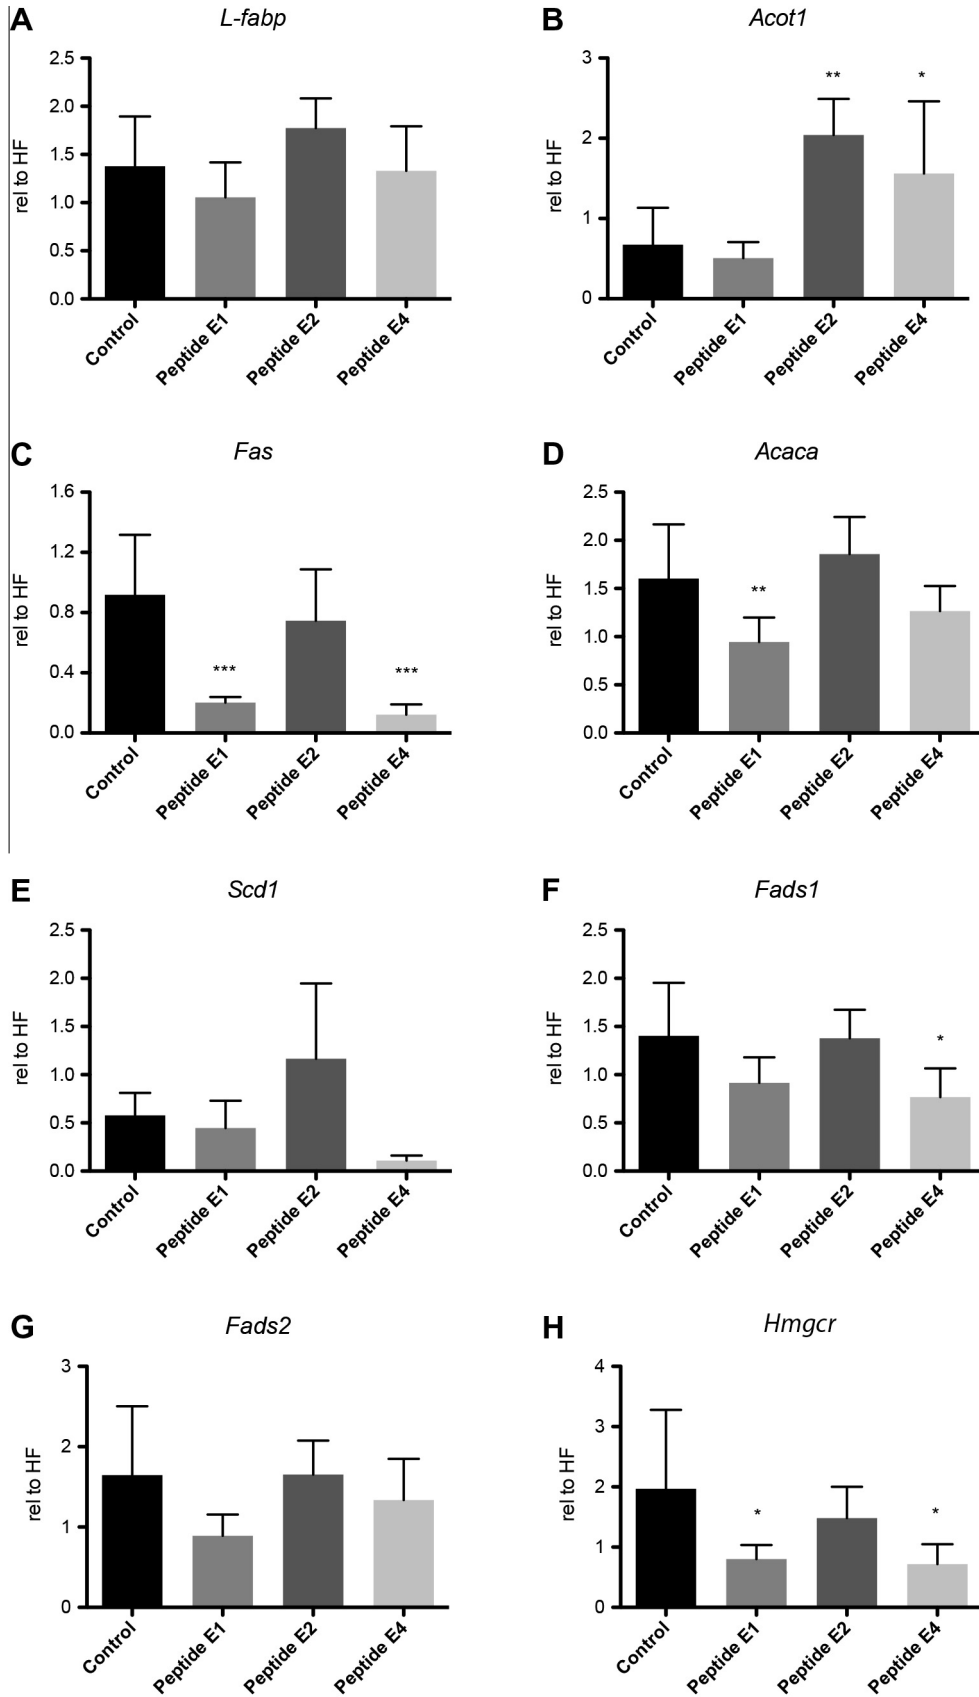 A
L-fabp
rel to HF
2.5
2.0
1.5
1.0
0.5
0.0
Control
Peptide E1
Peptide E2
Peptide E4
B
Acot1
rel to HF
3
2
1
0
**
*
Control
Peptide E1
Peptide E2
Peptide E4
C
Fas
rel to HF
1.6
1.2
0.8
0.4
0.0
***
***
Control
Peptide E1
Peptide E2
Peptide E4
D
Acaca
rel to HF
2.5
2.0
1.5
1.0
0.5
0.0
**
Control
Peptide E1
Peptide E2
Peptide E4
E
Scd1
rel to HF
2.5
2.0
1.5
1.0
0.5
0.0
Control
Peptide E1
Peptide E2
Peptide E4
F
Fads1
rel to HF
2.5
2.0
1.5
1.0
0.5
0.0
*
Control
Peptide E1
Peptide E2
Peptide E4
G
Fads2
rel to HF
3
2
1
0
Control
Peptide E1
Peptide E2
Peptide E4
H
Hmgcr
rel to HF
4
3
2
1
0
*
*
Control
Peptide E1
Peptide E2
Peptide E4